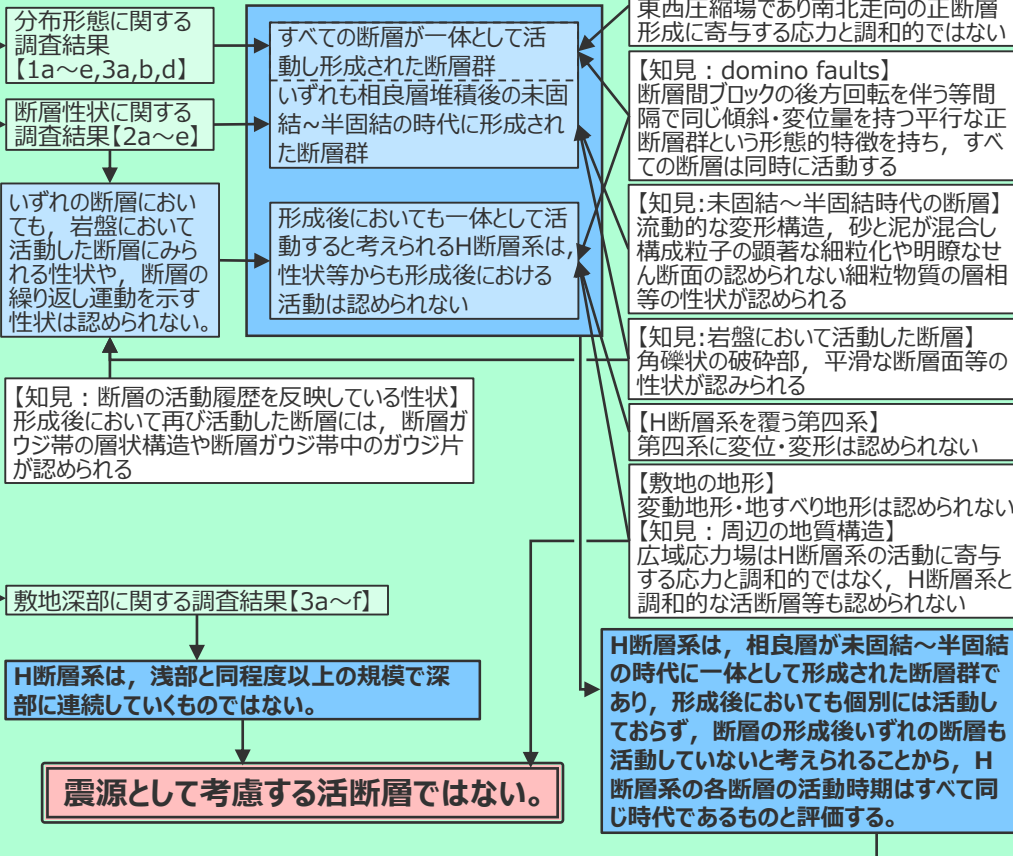 分布形態に関する
調査結果
【1a～e,3a,b,d】
断層性状に関する
調査結果【2a～e】
いずれの断層におい
ても，岩盤において
活動した断層にみら
れる性状や，断層の
繰り返し運動を示す
性状は認められない。
すべての断層が一体として活
動し形成された断層群
いずれも相良層堆積後の未固
結~半固結の時代に形成され
た断層群
形成後においても一体として活
動すると考えられるH断層系は，
性状等からも形成後における
活動は認められない
【知見：断層の活動履歴を反映している性状】
形成後において再び活動した断層には，断層ガ
ウジ帯の層状構造や断層ガウジ帯中のガウジ片
が認められる
東西圧縮場であり南北走向の正断層
形成に寄与する応力と調和的ではない
【知見：domino faults】
断層間ブロックの後方回転を伴う等間
隔で同じ傾斜・変位量を持つ平行な正
断層群という形態的特徴を持ち，すべ
ての断層は同時に活動する
【知見:未固結～半固結時代の断層】
流動的な変形構造，砂と泥が混合し
構成粒子の顕著な細粒化や明瞭なせ
ん断面の認められない細粒物質の層相
等の性状が認められる
【知見:岩盤において活動した断層】
角礫状の破砕部，平滑な断層面等の
性状が認みられる
【H断層系を覆う第四系】
第四系に変位・変形は認められない
【敷地の地形】
変動地形・地すべり地形は認められない
【知見：周辺の地質構造】
広域応力場はH断層系の活動に寄与
する応力と調和的ではなく，H断層系と
調和的な活断層等も認められない
敷地深部に関する調査結果【3a～f】
H断層系は，浅部と同程度以上の規模で深
部に連続していくものではない。
震源として考慮する活断層ではない。
H断層系は，相良層が未固結～半固結
の時代に一体として形成された断層群で
あり，形成後においても個別には活動し
ておらず，断層の形成後いずれの断層も
活動していないと考えられることから，H
断層系の各断層の活動時期はすべて同
じ時代であるものと評価する。